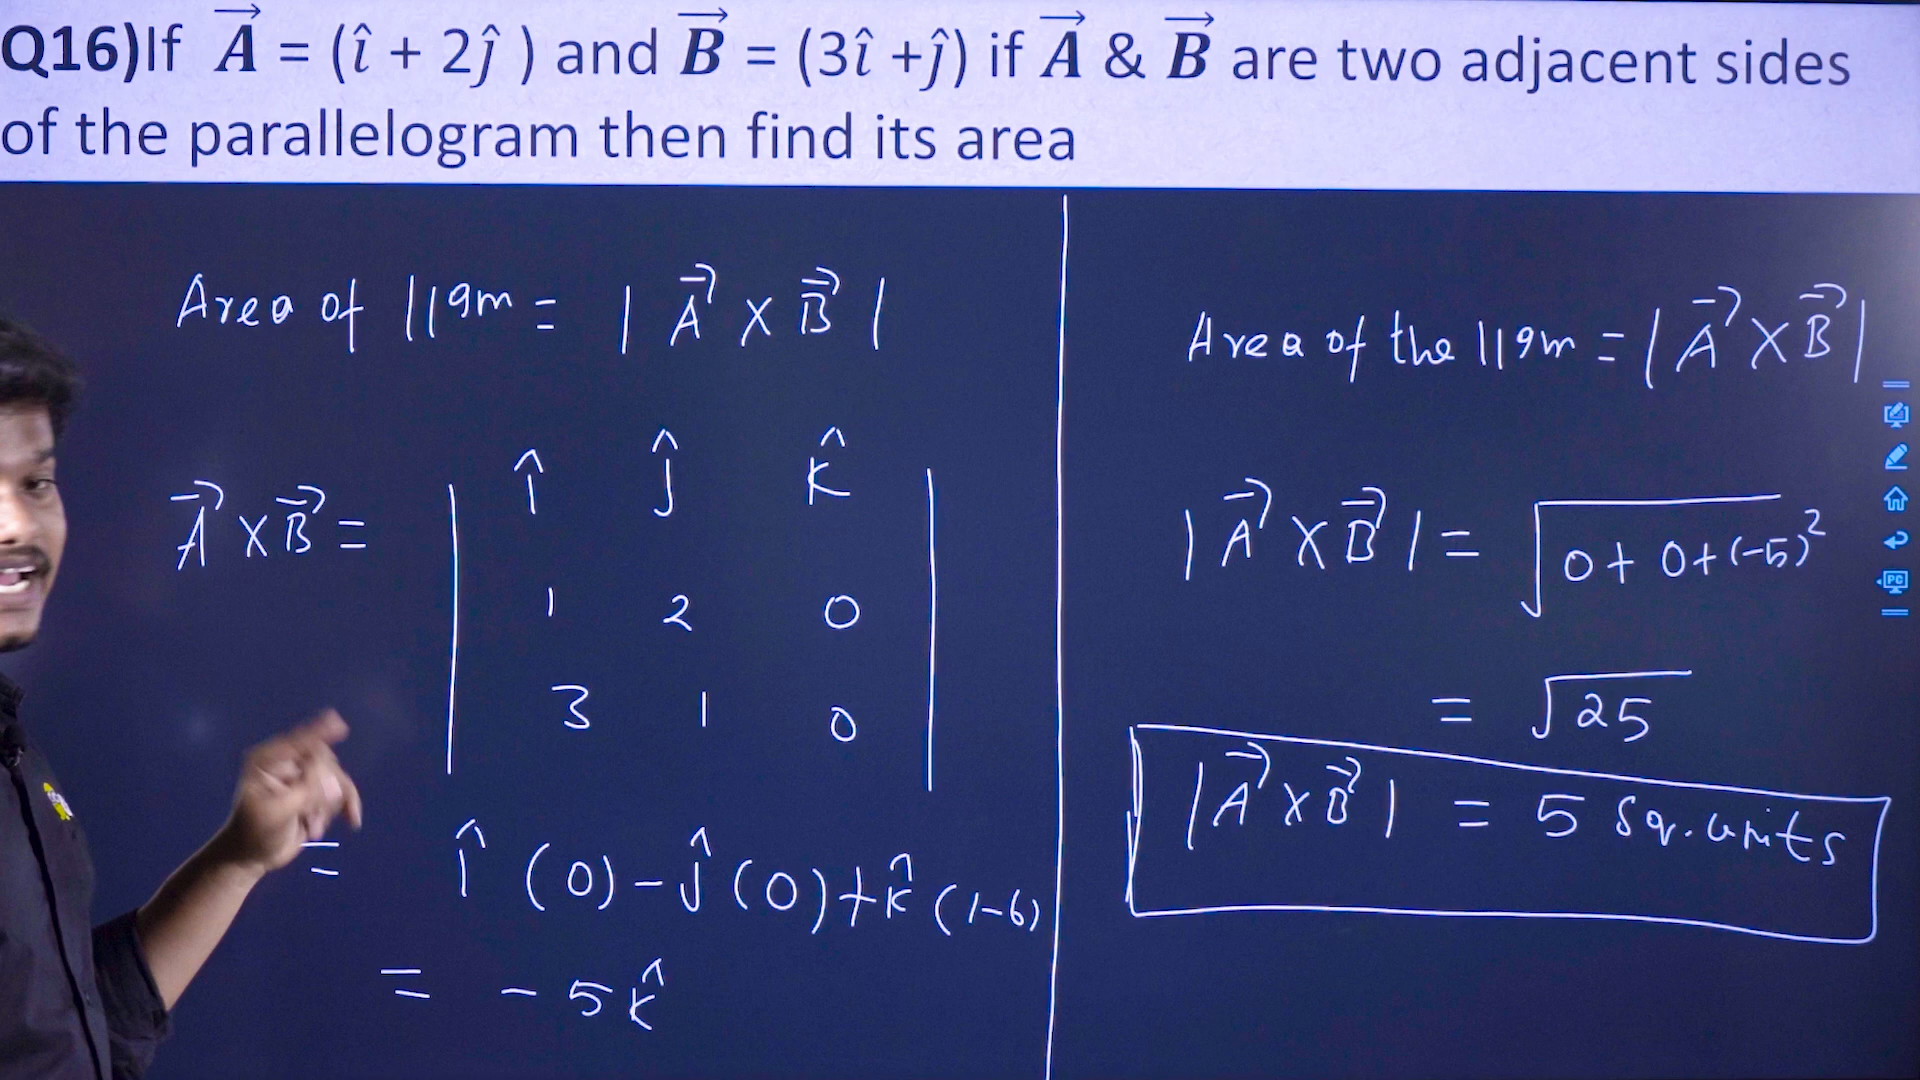 Q16)If A⃗ = (î + 2ĵ ) and B⃗ = (3î +ĵ) if A⃗ & B⃗ are two adjacent sides
of the parallelogram then find its area
Area of ||gm = | A⃗ × B⃗ |
A⃗ × B⃗ =
î ĵ k̂
1 2 0
3 1 0
= î (0) - ĵ (0) + k̂ (1-6)
= - 5 k̂
Area of the ||gm = | A⃗ × B⃗ |
| A⃗ × B⃗ | = √0 + 0 + (-5)²
= √25
| A⃗ × B⃗ | = 5 Sq. units
PC